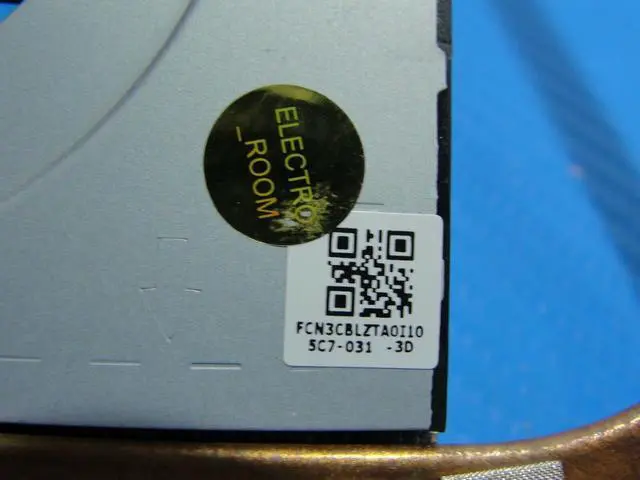 ELECTRO
_ROOM
FCN3CBLZTA0I10
5C7-031 -3D